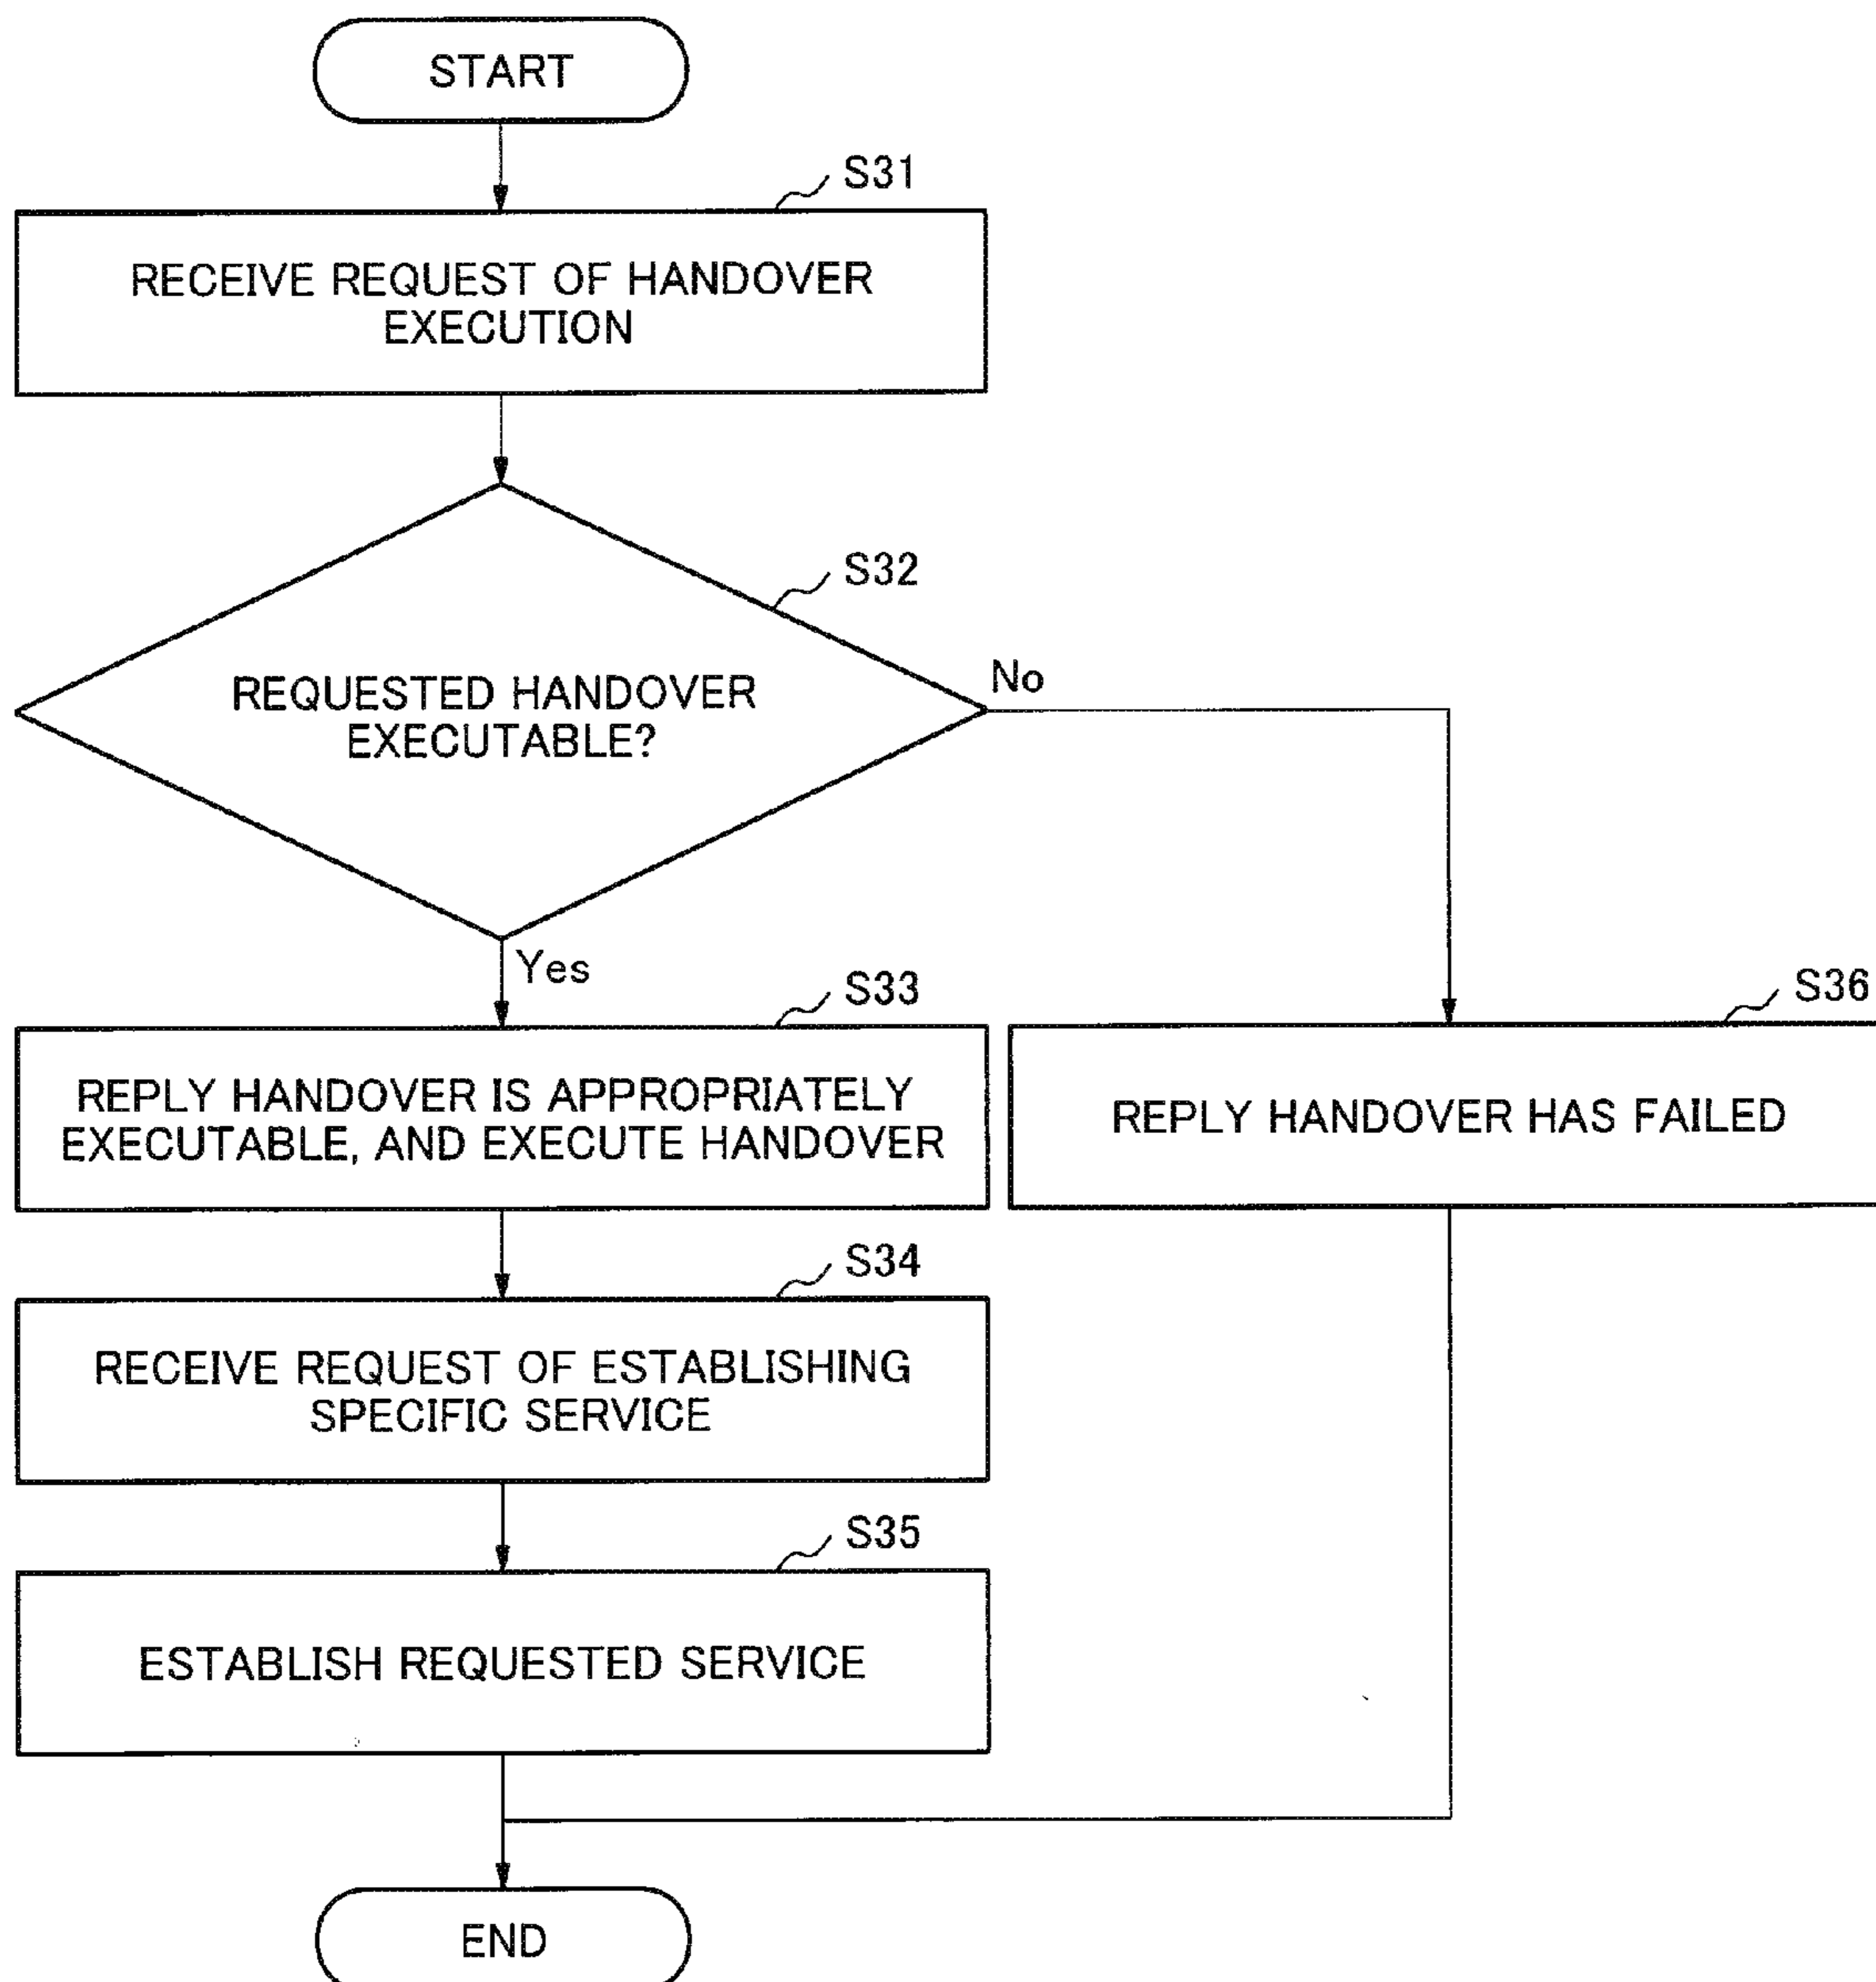 START
S31
RECEIVE REQUEST OF HANDOVER
EXECUTION
S32
REQUESTED HANDOVER
EXECUTABLE?
No
Yes
S33
REPLY HANDOVER IS APPROPRIATELY
EXECUTABLE, AND EXECUTE HANDOVER
S36
REPLY HANDOVER HAS FAILED
S34
RECEIVE REQUEST OF ESTABLISHING
SPECIFIC SERVICE
S35
ESTABLISH REQUESTED SERVICE
END